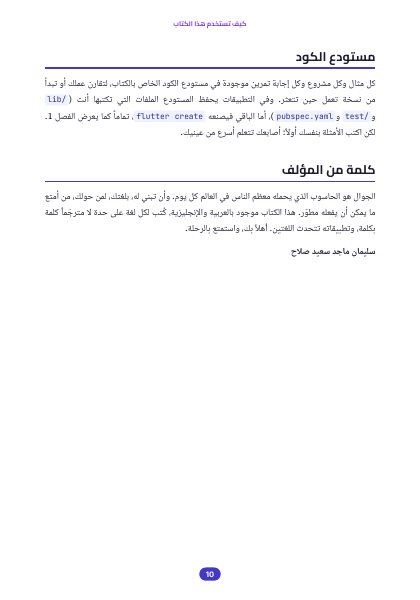 كيف تستخدم هذا الكتاب
مستودع الكود
كل مثال وكل مشروع وكل إجابة تمرين موجودة في مستودع الكود الخاص بالكتاب، لتقارن عملك أو تبدأ
من نسخة تعمل حين تتعثر. وفي التطبيقات يحفظ المستودع الملفات التي تكتبها أنت (lib/
و test/ و pubspec.yaml)، أما الباقي فيصنعه flutter create، تماماً كما يعرض الفصل 1.
لكن اكتب الأمثلة بنفسك أولاً؛ أصابعك تتعلم أسرع من عينيك.
كلمة من المؤلف
الجوال هو الحاسوب الذي يحمله معظم الناس في العالم كل يوم. وأن تبني له، بلغتك، لمن حولك، من أمتع
ما يمكن أن يفعله مطوّر. هذا الكتاب موجود بالعربية والإنجليزية، كُتب لكل لغة على حدة لا مترجَماً كلمة
بكلمة، وتطبيقاته تتحدث اللغتين. أهلاً بك، واستمتع بالرحلة.
سليمان ماجد سعيد صلاح
10